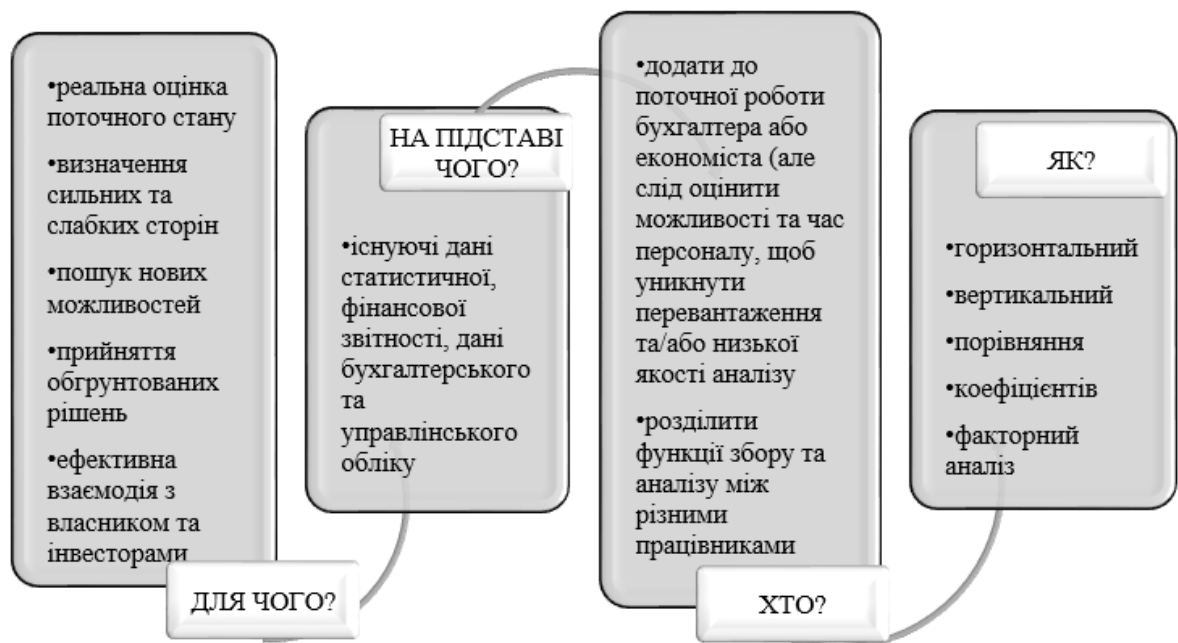 •реальна оцінка
поточного стану
•визначення
сильних та
слабких сторін
•пошук нових
можливостей
•прийняття
обгрунтованих
рішень
•ефективна
взаємодія з
власником та
інвесторами
ДЛЯ ЧОГО?
НА ПІДСТАВІ
ЧОГО?
•існуючі дані
статистичної,
фінансової
звітності, дані
бухгалтерського
та
управлінського
обліку
•додати до
поточної роботи
бухгалтера або
економіста (але
слід оцінити
можливості та час
персоналу, щоб
уникнути
перевантаження
та/або низької
якості аналізу
•розділити
функції збору та
аналізу між
різними
працівниками
ХТО?
ЯК?
•горизонтальний
•вертикальний
•порівняння
•коефіцієнтів
•факторний
аналіз